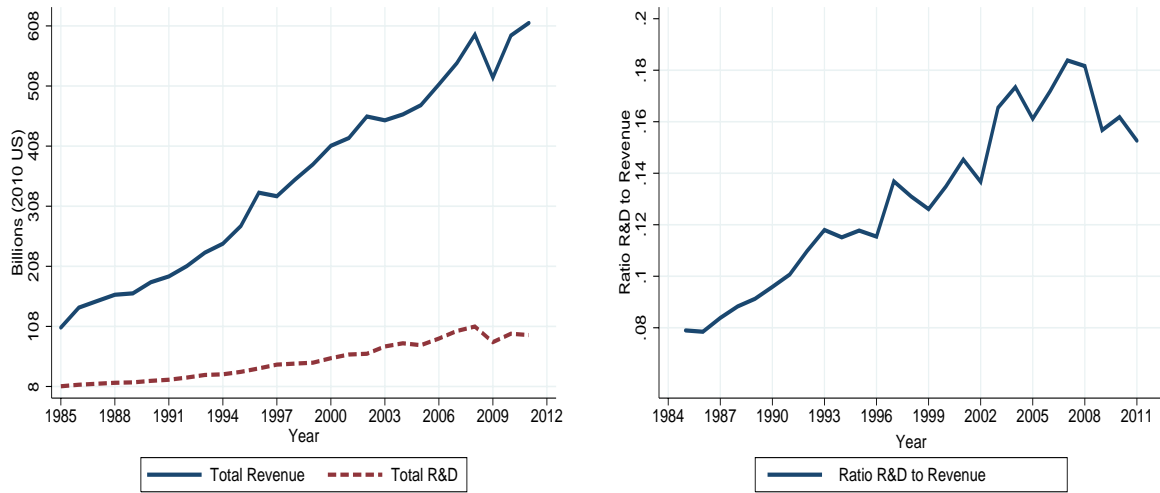 Billions (2010 US)
608
508
408
308
208
108
8
1985 1988 1991 1994 1997 2000 2003 2006 2009 2012
Year
Total Revenue Total R&D
Ratio R&D to Revenue
.2
.18
.16
.14
.12
.1
.08
1984 1987 1990 1993 1996 1999 2002 2005 2008 2011
Year
Ratio R&D to Revenue